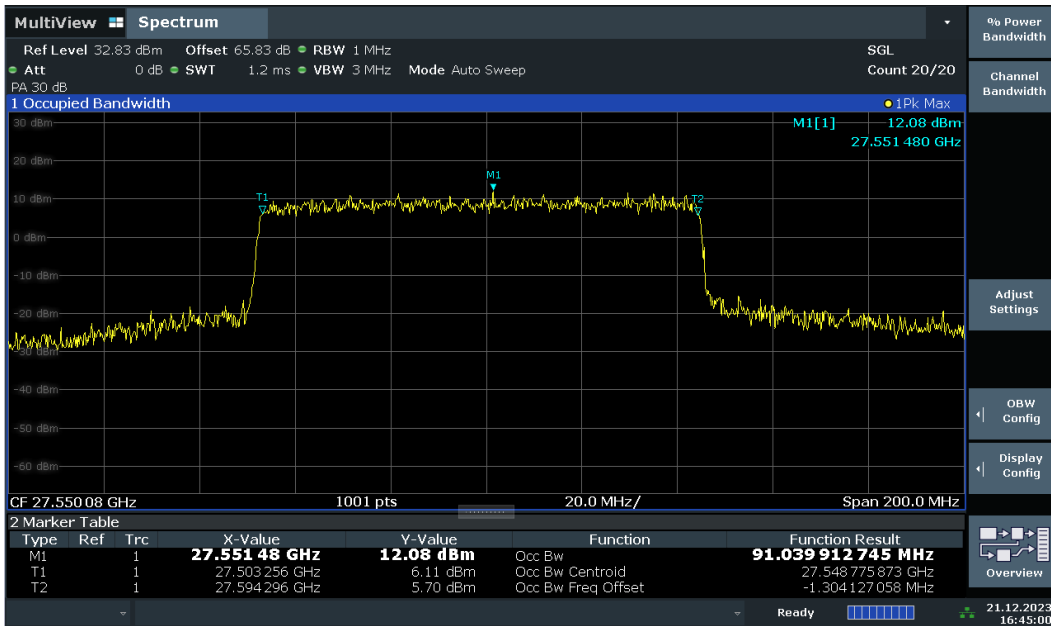 MultiView Spectrum
Ref Level 32.83 dBm Offset 65.83 dB RBW 1 MHz SGL
Att 0 dB SWT 1.2 ms VBW 3 MHz Mode Auto Sweep Count 20/20
PA 30 dB
1 Occupied Bandwidth 1Pk Max
30 dBm
M1[1] 12.08 dBm
27.551 480 GHz
20 dBm
M1
10 dBm
T1
T2
0 dBm
-10 dBm
-20 dBm
-30 dBm
-40 dBm
-50 dBm
-60 dBm
CF 27.550 08 GHz 1001 pts 20.0 MHz/ Span 200.0 MHz
2 Marker Table
Type Ref Trc X-Value Y-Value Function Function Result
M1 1 27.551 48 GHz 12.08 dBm Occ Bw 91.039 912 745 MHz
T1 1 27.503 256 GHz 6.11 dBm Occ Bw Centroid 27.548 775 873 GHz
T2 1 27.594 296 GHz 5.70 dBm Occ Bw Freq Offset -1.304 127 058 MHz
Ready 21.12.2023
16:45:00
% Power
Bandwidth
Channel
Bandwidth
Adjust
Settings
OBW
Config
Display
Config
Overview